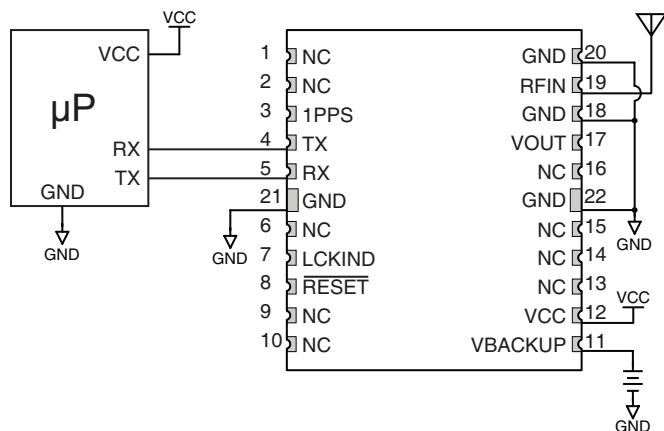 VCC
VCC
µP
RX
TX
GND
GND
1 NC
2 NC
3 1PPS
4 TX
5 RX
21 GND
GND
6 NC
7 LCKIND
8 RESET
9 NC
10 NC
GND 20
RFIN 19
GND 18
VOUT 17
NC 16
GND 22
GND
NC 15
NC 14
NC 13
VCC 12
VCC
VBACKUP 11
GND